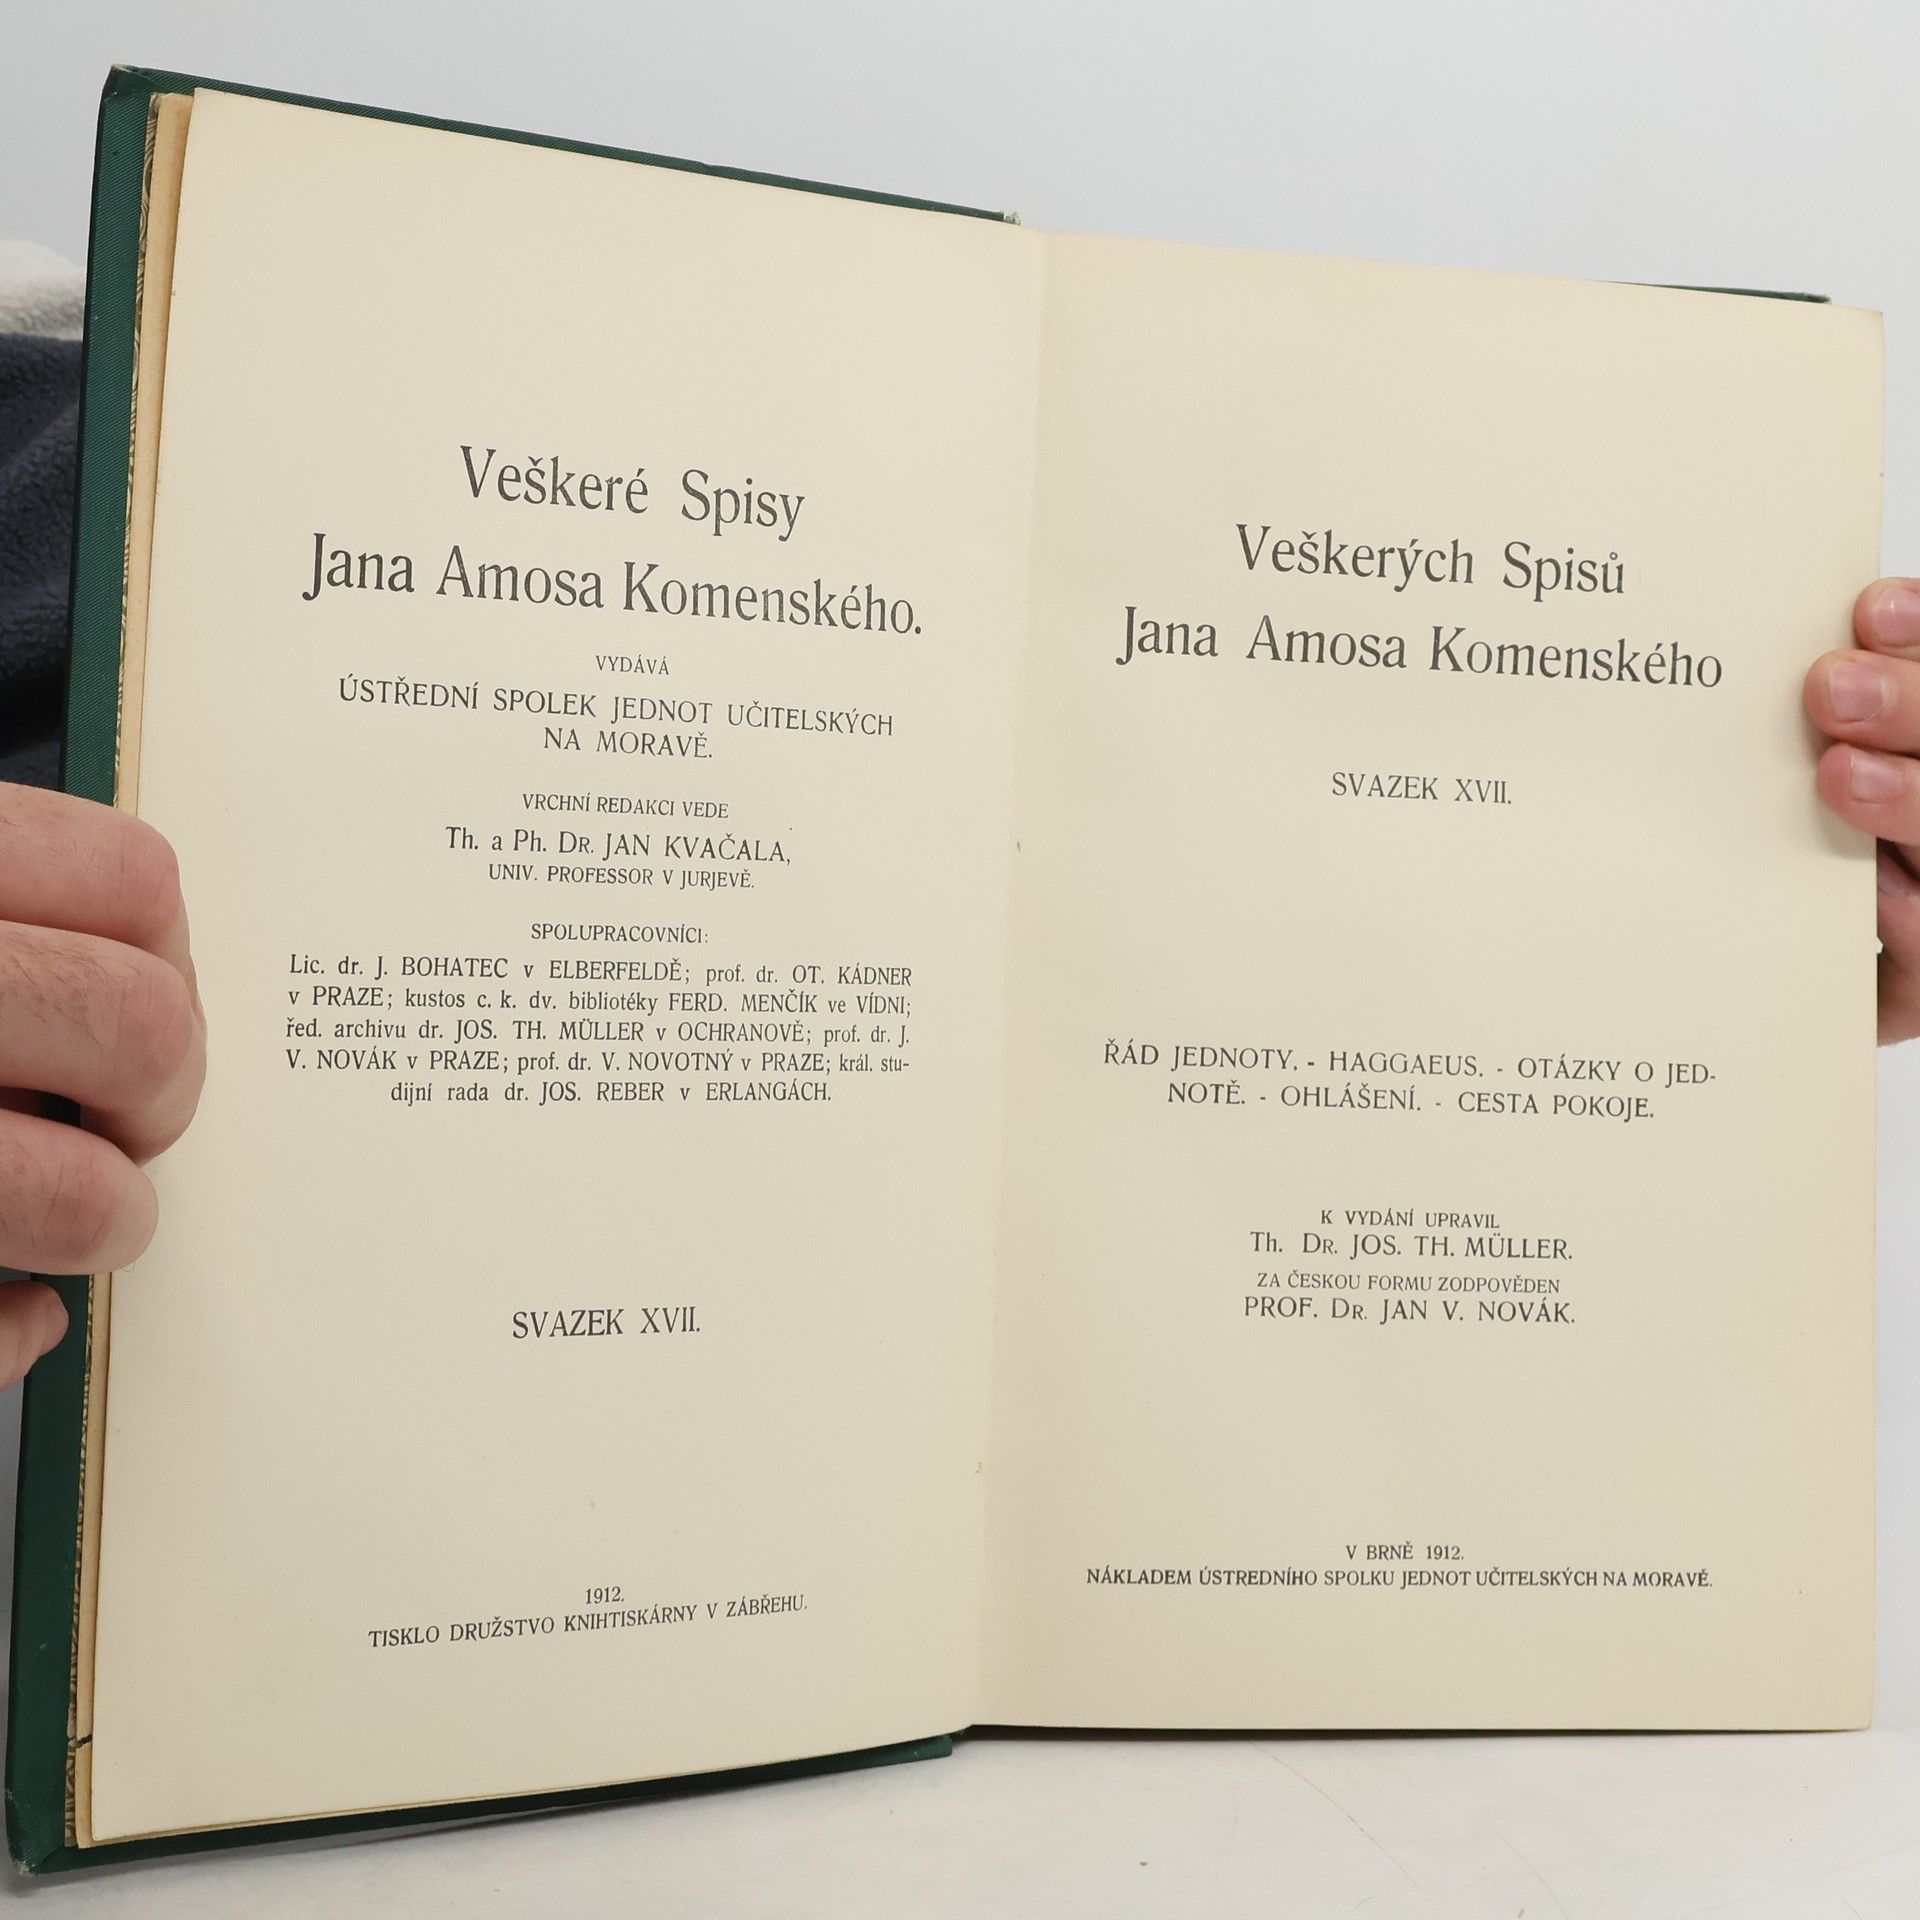 Veškeré Spisy
Jana Amosa Komenského.
VYDÁVÁ
ÚSTŘEDNÍ SPOLEK JEDNOT UČITELSKÝCH
NA MORAVĚ.
VRCHNÍ REDAKCI VEDE
Th. a Ph. DR. JAN KVAČALA,
UNIV. PROFESSOR V JURJEVĚ.
SPOLUPRACOVNÍCI:
Lic. dr. J. BOHATEC v ELBERFELDĚ; prof. dr. OT. KÁDNER
v PRAZE; kustos c. k. dv. bibliotéky FERD. MENČÍK ve VÍDNI;
řed. archivu dr. JOS. TH. MÜLLER v OCHRANOVĚ; prof. dr. J.
V. NOVÁK v PRAZE; prof. dr. V. NOVOTNÝ v PRAZE; král. stu-
dijní rada dr. JOS. REBER v ERLANGÁCH.
SVAZEK XVII.
1912.
TISKLO DRUŽSTVO KNIHTISKÁRNY V ZÁBŘEHU.
Veškerých Spisů
Jana Amosa Komenského
SVAZEK XVII.
ŘÁD JEDNOTY. - HAGGAEUS. - OTÁZKY O JED-
NOTĚ. - OHLÁŠENÍ. - CESTA POKOJE.
K VYDÁNÍ UPRAVIL
Th. DR. JOS. TH. MÜLLER.
ZA ČESKOU FORMU ZODPOVĚDEN
PROF. DR. JAN V. NOVÁK.
V BRNĚ 1912.
NÁKLADEM ÚSTREDNÍHO SPOLKU JEDNOT UČITELSKÝCH NA MORAVĚ.